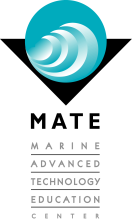 MATE
MARINE
ADVANCED
TECHNOLOGY
EDUCATION
CENTER